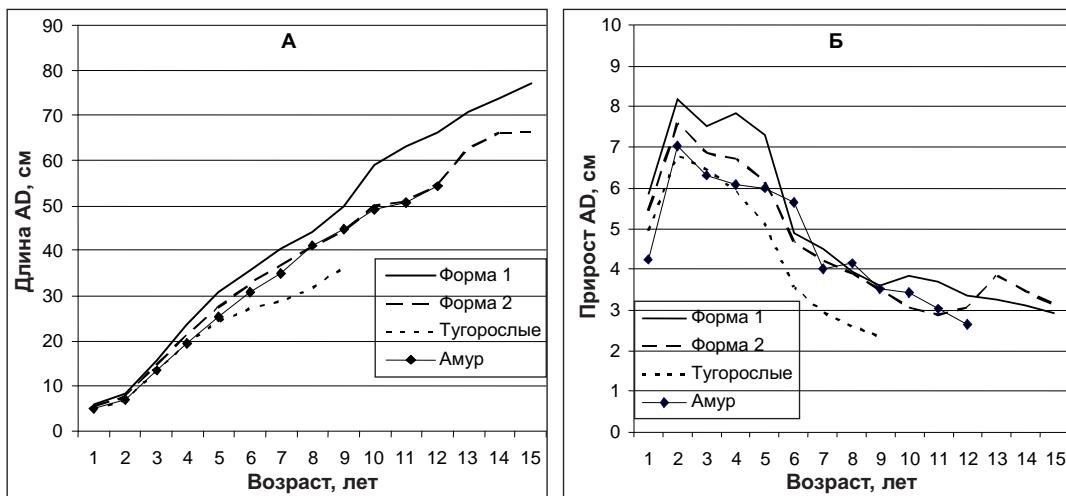 А
90
80
70
60
50
40
30
20
10
0
Длина AD, см
1 2 3 4 5 6 7 8 9 10 11 12 13 14 15
Возраст, лет
Форма 1
Форма 2
Тугорослые
Амур
Б
10
9
8
7
6
5
4
3
2
1
0
Прирост AD, см
1 2 3 4 5 6 7 8 9 10 11 12 13 14 15
Возраст, лет
Форма 1
Форма 2
Тугорослые
Амур